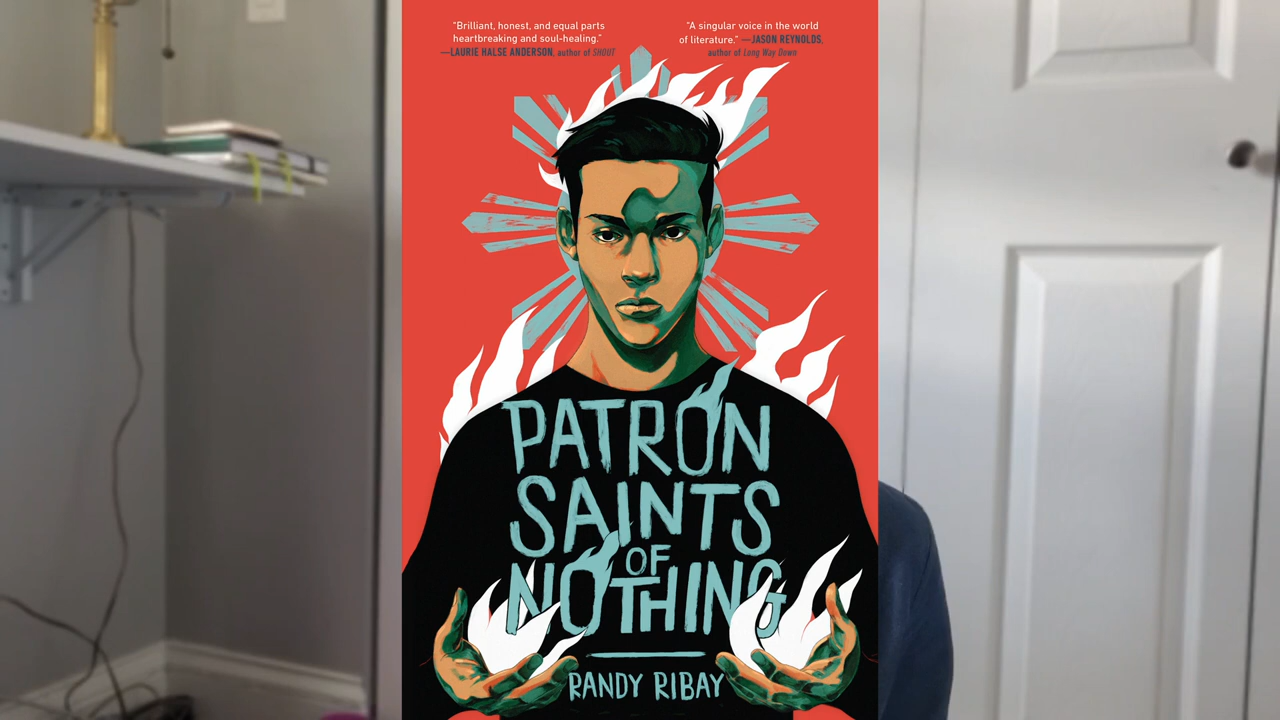 "Brilliant, honest, and equal parts
heartbreaking and soul-healing."
—LAURIE HALSE ANDERSON, author of SHOUT
"A singular voice in the world
of literature." —JASON REYNOLDS,
author of Long Way Down
PATRON
SAINTS
OF
NOTHING
RANDY RIBAY